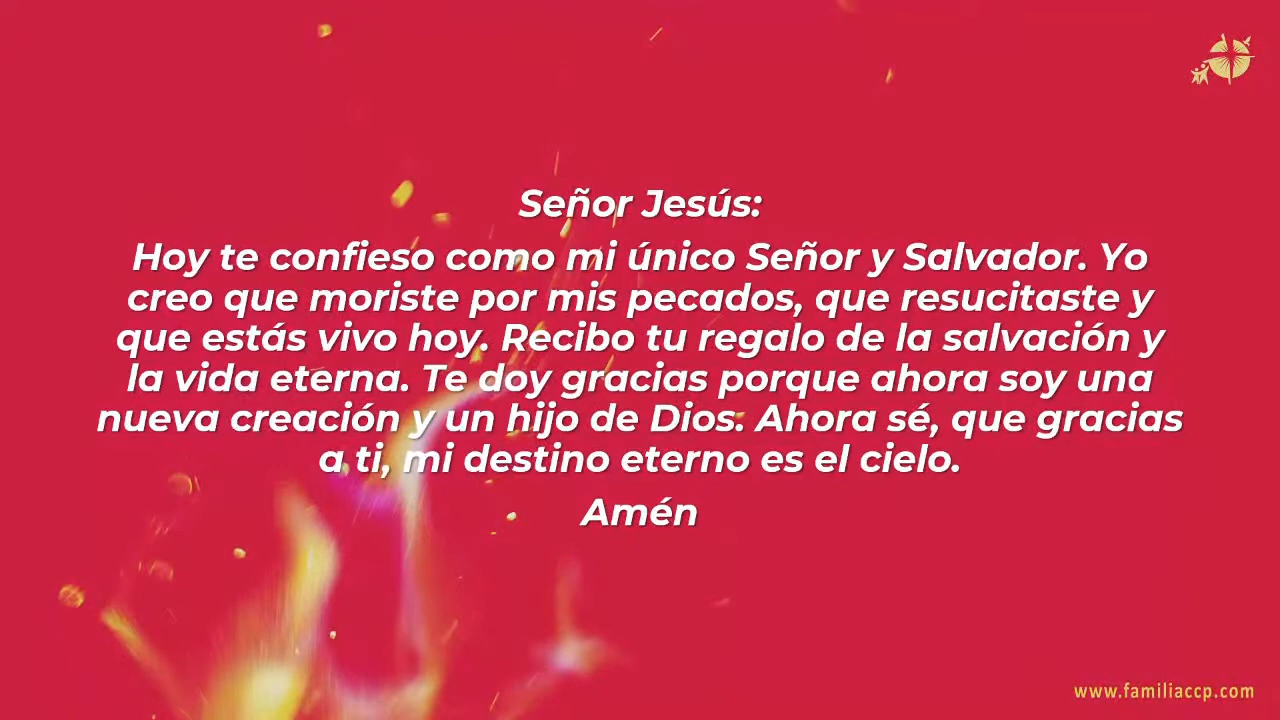 Señor Jesús:
Hoy te confieso como mi único Señor y Salvador. Yo
creo que moriste por mis pecados, que resucitaste y
que estás vivo hoy. Recibo tu regalo de la salvación y
la vida eterna. Te doy gracias porque ahora soy una
nueva creación y un hijo de Dios. Ahora sé, que gracias
a ti, mi destino eterno es el cielo.
Amén
www.familiaccp.com